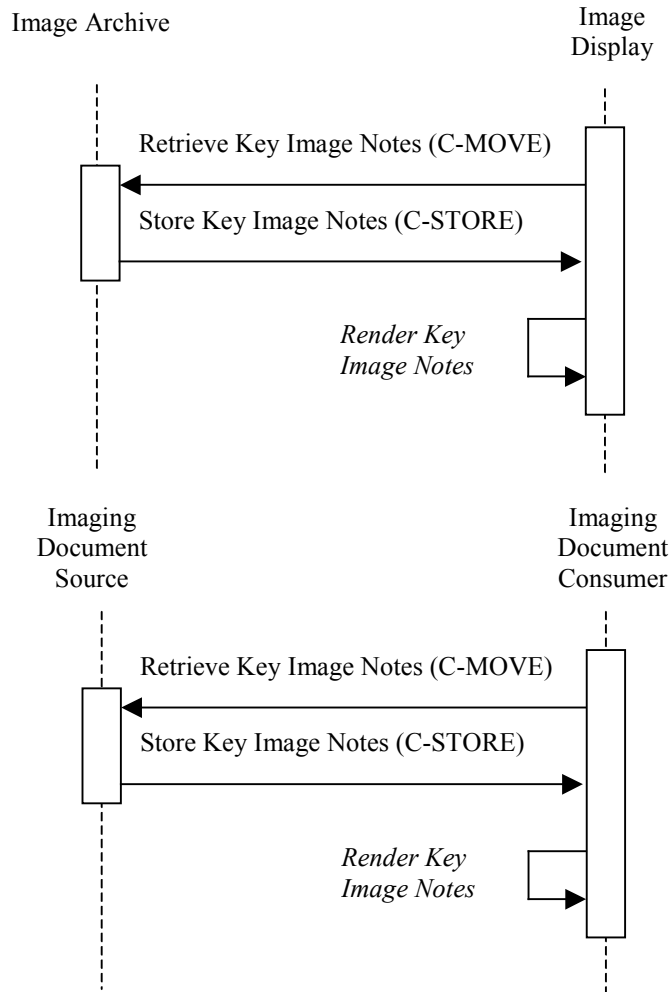 Image Archive
Image
Display
Retrieve Key Image Notes (C-MOVE)
Store Key Image Notes (C-STORE)
Render Key
Image Notes
Imaging
Document
Source
Imaging
Document
Consumer
Retrieve Key Image Notes (C-MOVE)
Store Key Image Notes (C-STORE)
Render Key
Image Notes